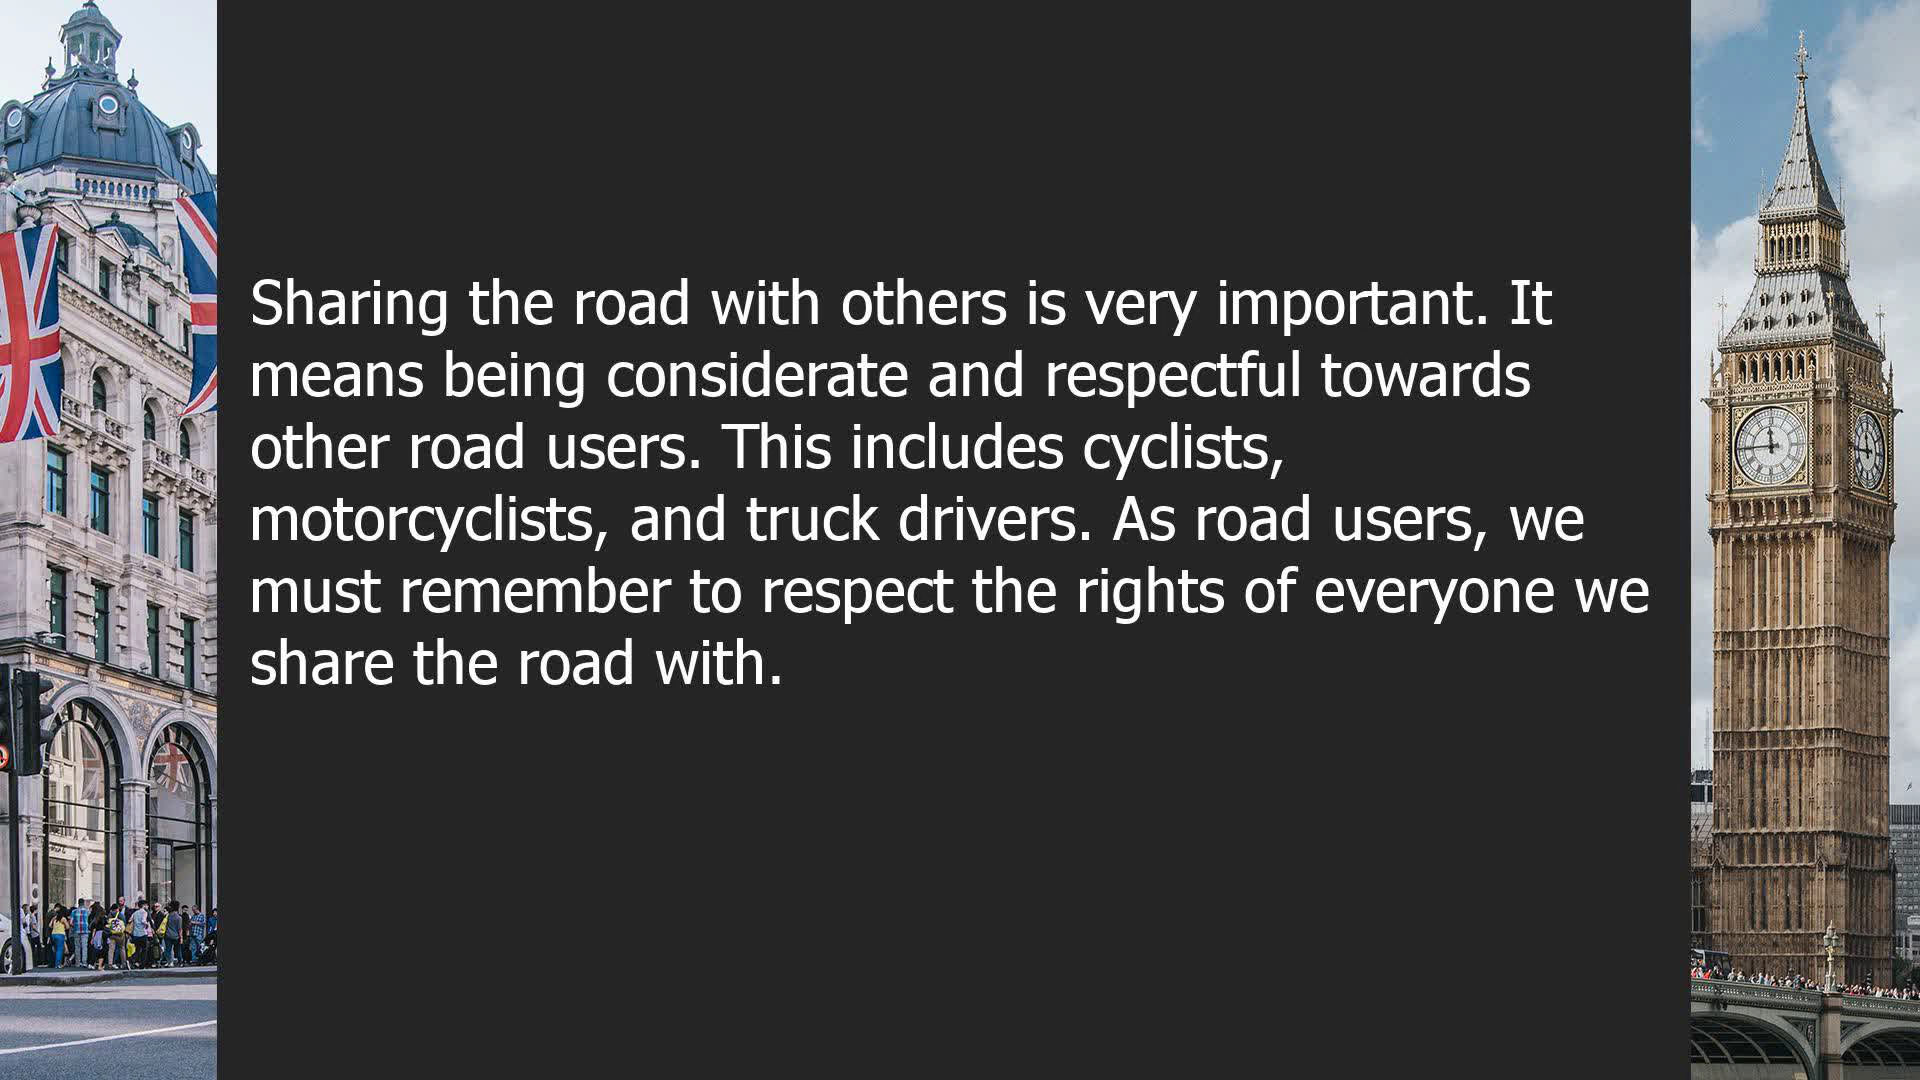 Sharing the road with others is very important. It
means being considerate and respectful towards
other road users. This includes cyclists,
motorcyclists, and truck drivers. As road users, we
must remember to respect the rights of everyone we
share the road with.